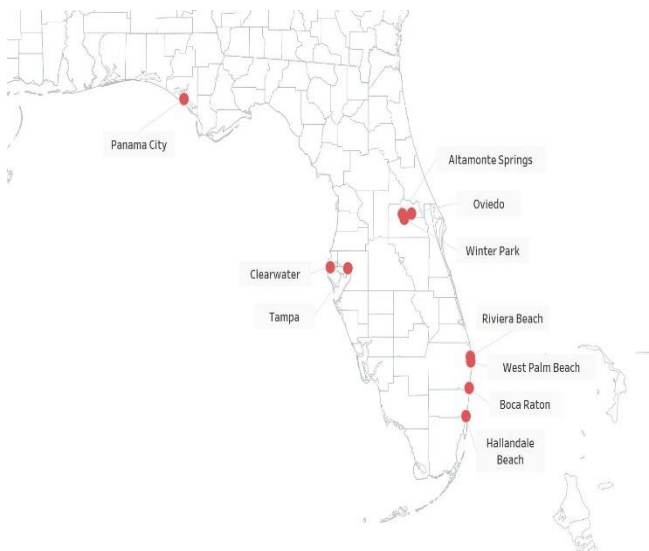 Panama City
Altamonte Springs
Oviedo
Winter Park
Clearwater
Tampa
Riviera Beach
West Palm Beach
Boca Raton
Hallandale
Beach